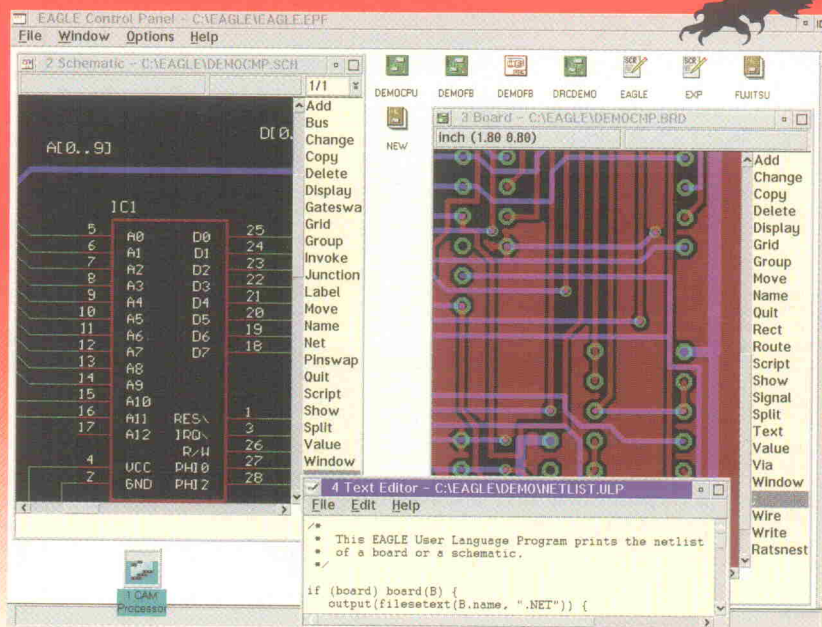 EAGLE Control Panel - C:\EAGLE\EAGLE.EPF
File Window Options Help
2 Schematic - C:\EAGLE\DEMOCMP.SCH
1/1
Add
Bus
Change
Copy
Delete
Display
Gateswa
Grid
Group
Invoke
Junction
Label
Move
Name
Net
Pinswap
Quit
Script
Show
Split
Value
Window
A[0..9]
D[0.
IC1
5 A0 D0 25
6 A1 D1 24
7 A2 D2 23
8 A3 D3 22
9 A4 D4 21
10 A5 D5 20
11 A6 D6 19
12 A7 D7 18
13 A8
14 A9
15 A10
16 A11 RES\ 1
17 A12 IRQ\ 3
R/W 26
4 VCC PHI0 27
2 GND PHI2 28
DEMOCPU
DEMOFB
DEMOFB
DRCDEMO
EAGLE
EXP
FUJITSU
NEW
3 Board - C:\EAGLE\DEMOCMP.BRD
inch (1.80 0.80)
Add
Change
Copy
Delete
Display
Grid
Group
Move
Name
Quit
Rect
Route
Script
Show
Signal
Split
Text
Value
Via
Window
Wire
Write
Ratsnest
4 Text Editor - C:\EAGLE\DEMO\NETLIST.ULP
File Edit Help
/*
* This EAGLE User Language Program prints the netlist
* of a board or a schematic.
*/
if (board) board(B) {
output(filesetext(B.name, ".NET")) {
1 CAM
Processor